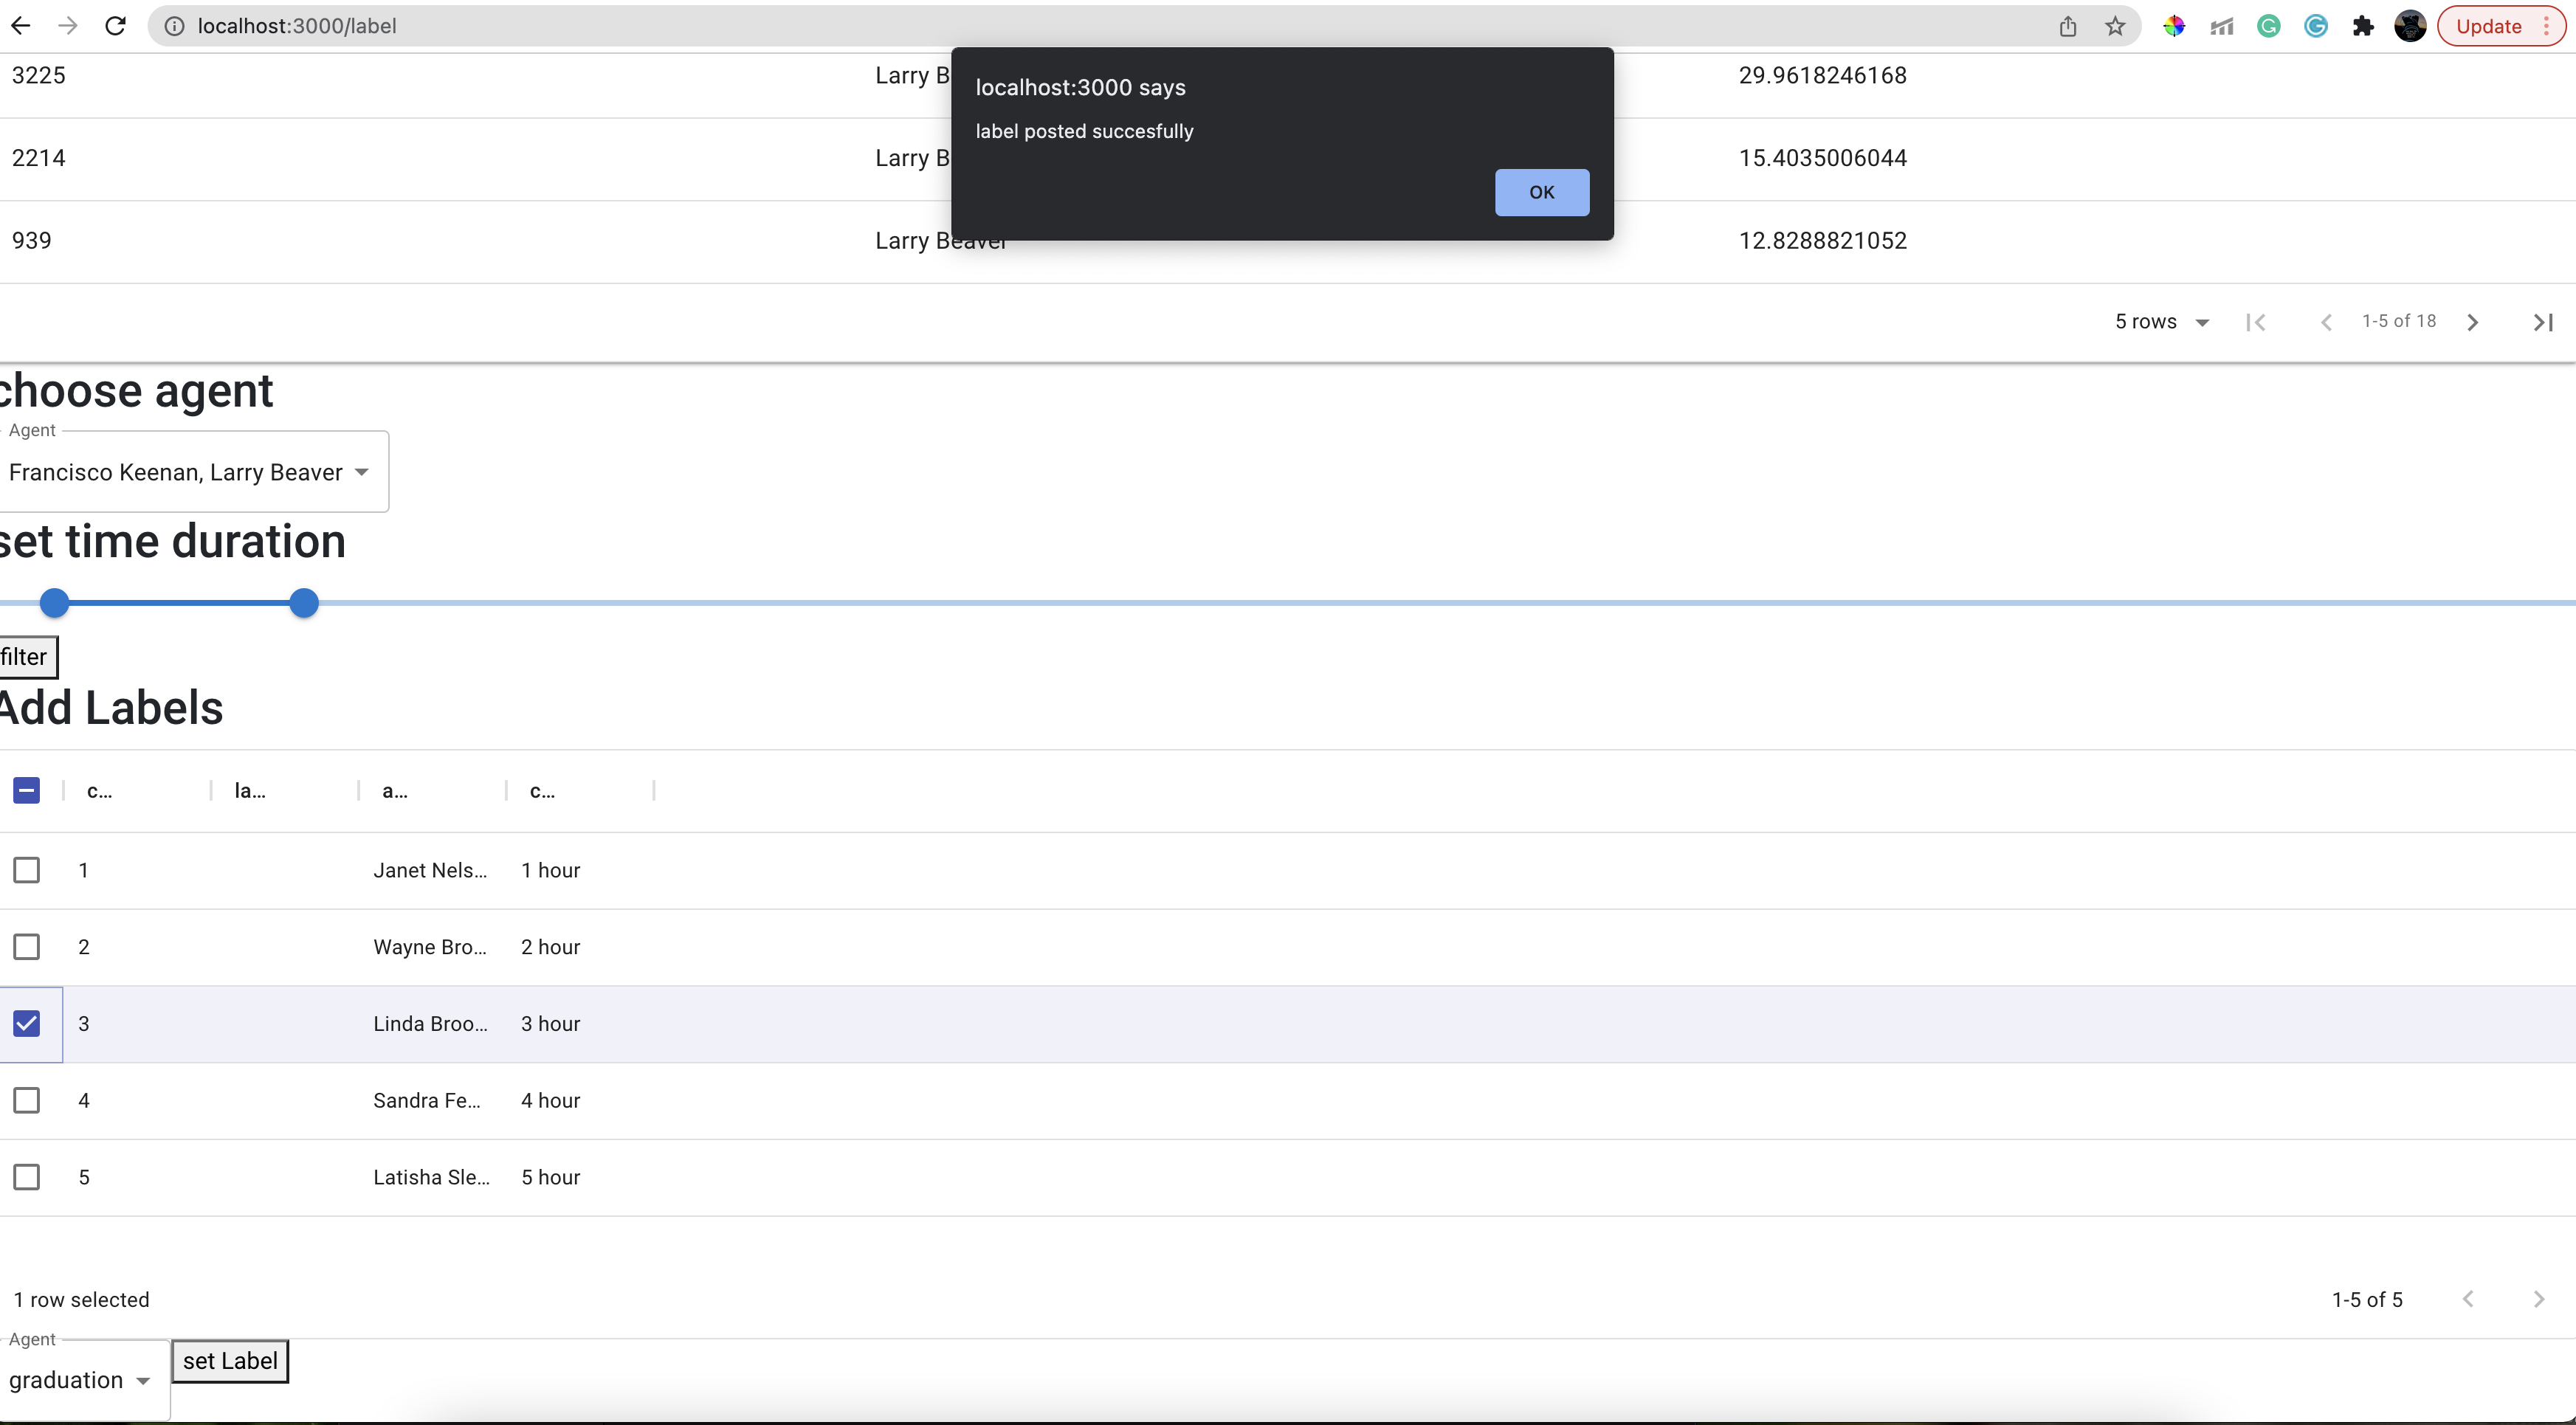 localhost:3000/label
Update
localhost:3000 says
label posted succesfully
OK
3225 Larry B 29.9618246168
2214 Larry B 15.4035006044
939 Larry Beaver 12.8288821052
5 rows 1-5 of 18
choose agent
Agent
Francisco Keenan, Larry Beaver
set time duration
filter
Add Labels
c... la... a... c...
1 Janet Nels... 1 hour
2 Wayne Bro... 2 hour
3 Linda Broo... 3 hour
4 Sandra Fe... 4 hour
5 Latisha Sle... 5 hour
1 row selected 1-5 of 5
Agent
graduation set Label